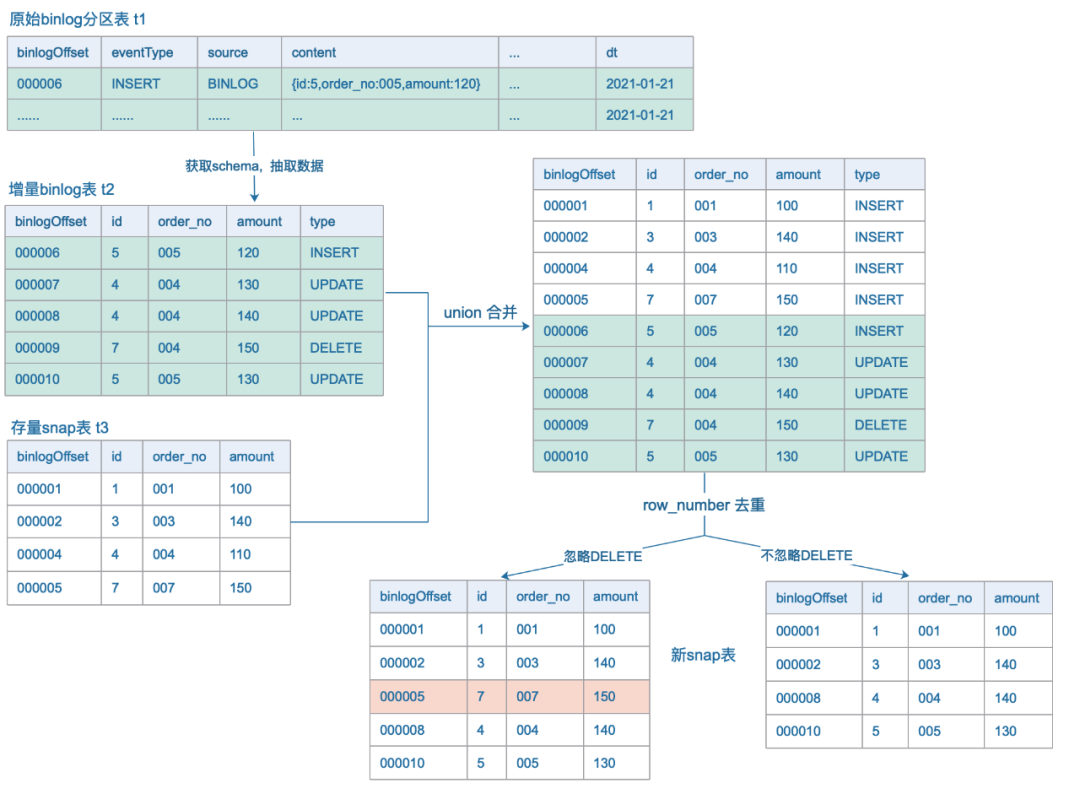 原始binlog分区表 t1
binlogOffset eventType source content ... dt
000006 INSERT BINLOG {id:5,order_no:005,amount:120} ... 2021-01-21
...... ...... ...... ... ... 2021-01-21
获取schema, 抽取数据
增量binlog表 t2
binlogOffset id order_no amount type
000006 5 005 120 INSERT
000007 4 004 130 UPDATE
000008 4 004 140 UPDATE
000009 7 004 150 DELETE
000010 5 005 130 UPDATE
存量snap表 t3
binlogOffset id order_no amount
000001 1 001 100
000002 3 003 140
000004 4 004 110
000005 7 007 150
union 合并
binlogOffset id order_no amount type
000001 1 001 100 INSERT
000002 3 003 140 INSERT
000004 4 004 110 INSERT
000005 7 007 150 INSERT
000006 5 005 120 INSERT
000007 4 004 130 UPDATE
000008 4 004 140 UPDATE
000009 7 004 150 DELETE
000010 5 005 130 UPDATE
row_number 去重
忽略DELETE
不忽略DELETE
binlogOffset id order_no amount
000001 1 001 100
000002 3 003 140
000005 7 007 150
000008 4 004 140
000010 5 005 130
新snap表
binlogOffset id order_no amount
000001 1 001 100
000002 3 003 140
000008 4 004 140
000010 5 005 130